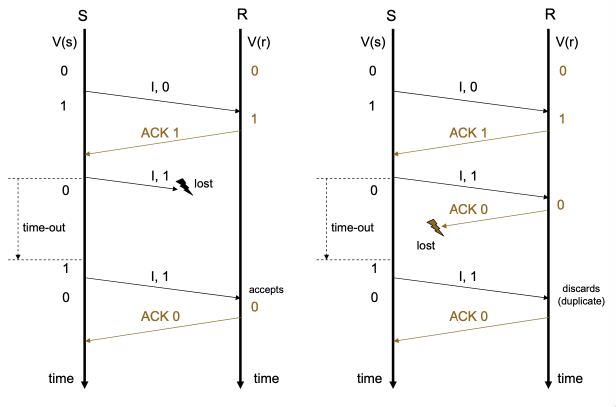 S R
V(s) V(r)
0 0
I, 0
1 1
ACK 1
I, 1
lost
0
time-out
1
I, 1
accepts
0 0
ACK 0
time time
S R
V(s) V(r)
0 0
I, 0
1 1
ACK 1
I, 1
0 0
ACK 0
time-out
lost
1
I, 1
discards
(duplicate)
0
ACK 0
time time